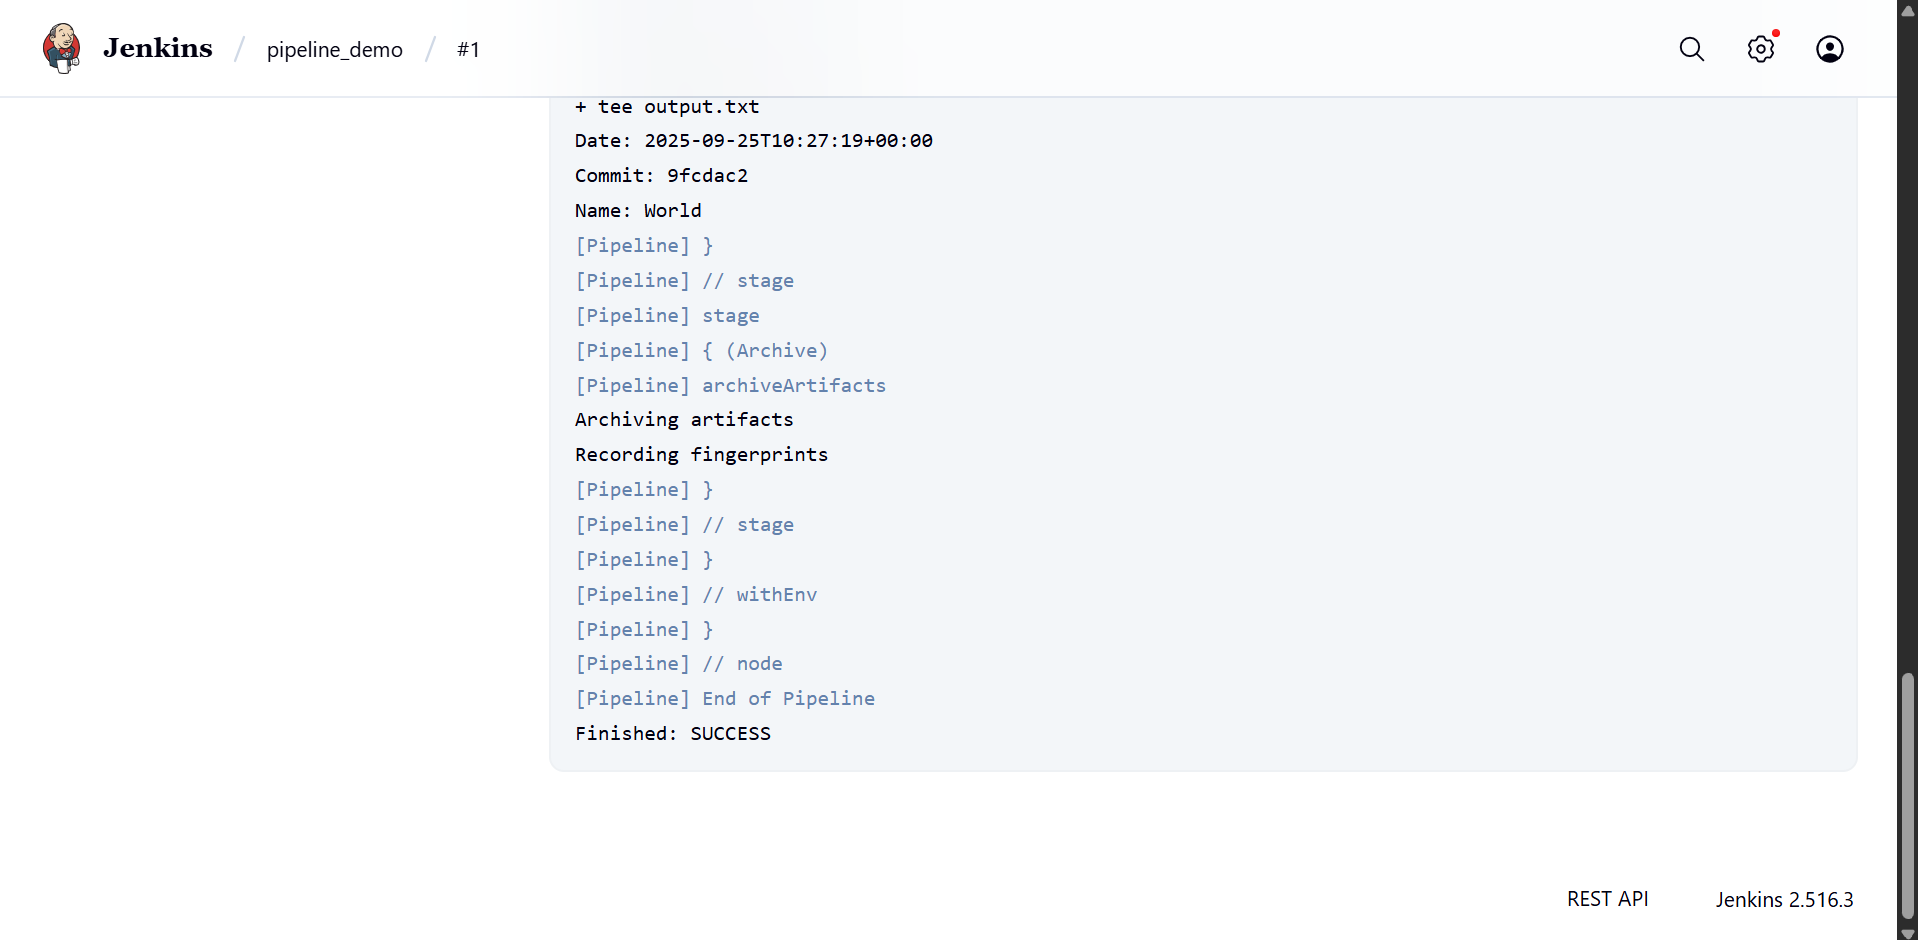 Jenkins / pipeline_demo / #1
+ tee output.txt
Date: 2025-09-25T10:27:19+00:00
Commit: 9fcdac2
Name: World
[Pipeline] }
[Pipeline] // stage
[Pipeline] stage
[Pipeline] { (Archive)
[Pipeline] archiveArtifacts
Archiving artifacts
Recording fingerprints
[Pipeline] }
[Pipeline] // stage
[Pipeline] }
[Pipeline] // withEnv
[Pipeline] }
[Pipeline] // node
[Pipeline] End of Pipeline
Finished: SUCCESS
REST API Jenkins 2.516.3